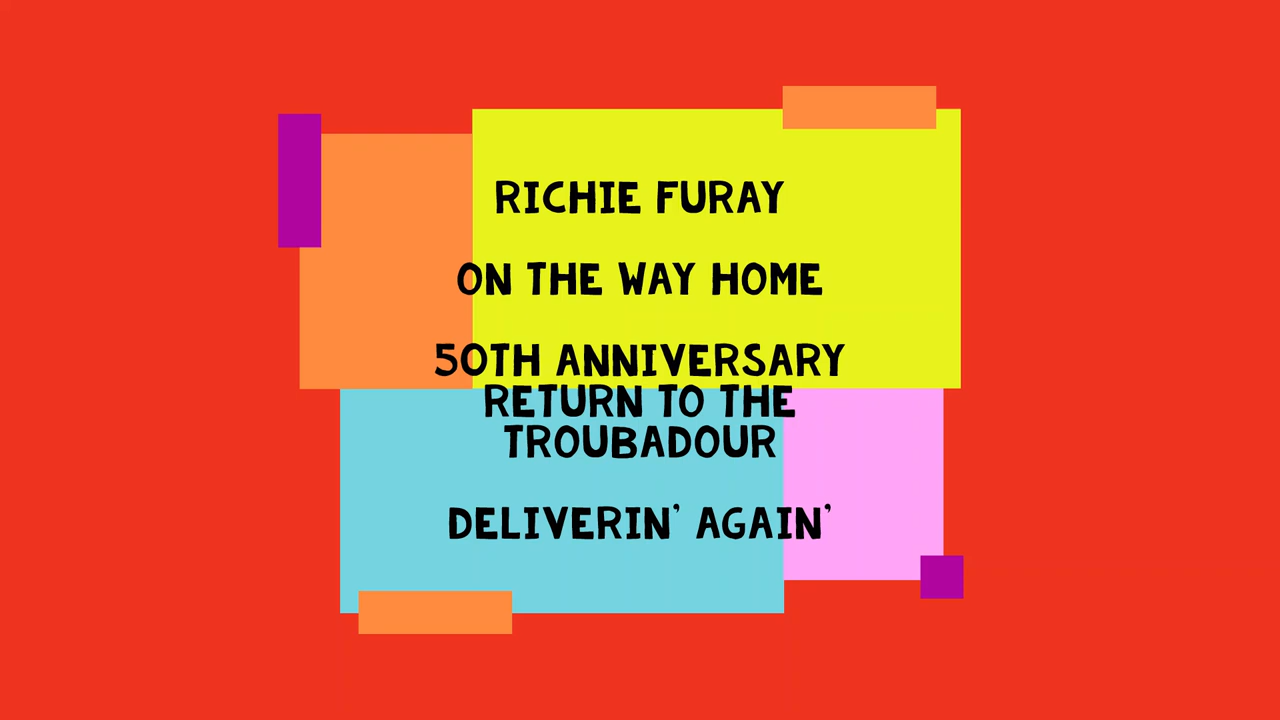 RICHIE FURAY
ON THE WAY HOME
50TH ANNIVERSARY
RETURN TO THE
TROUBADOUR
DELIVERIN' AGAIN'